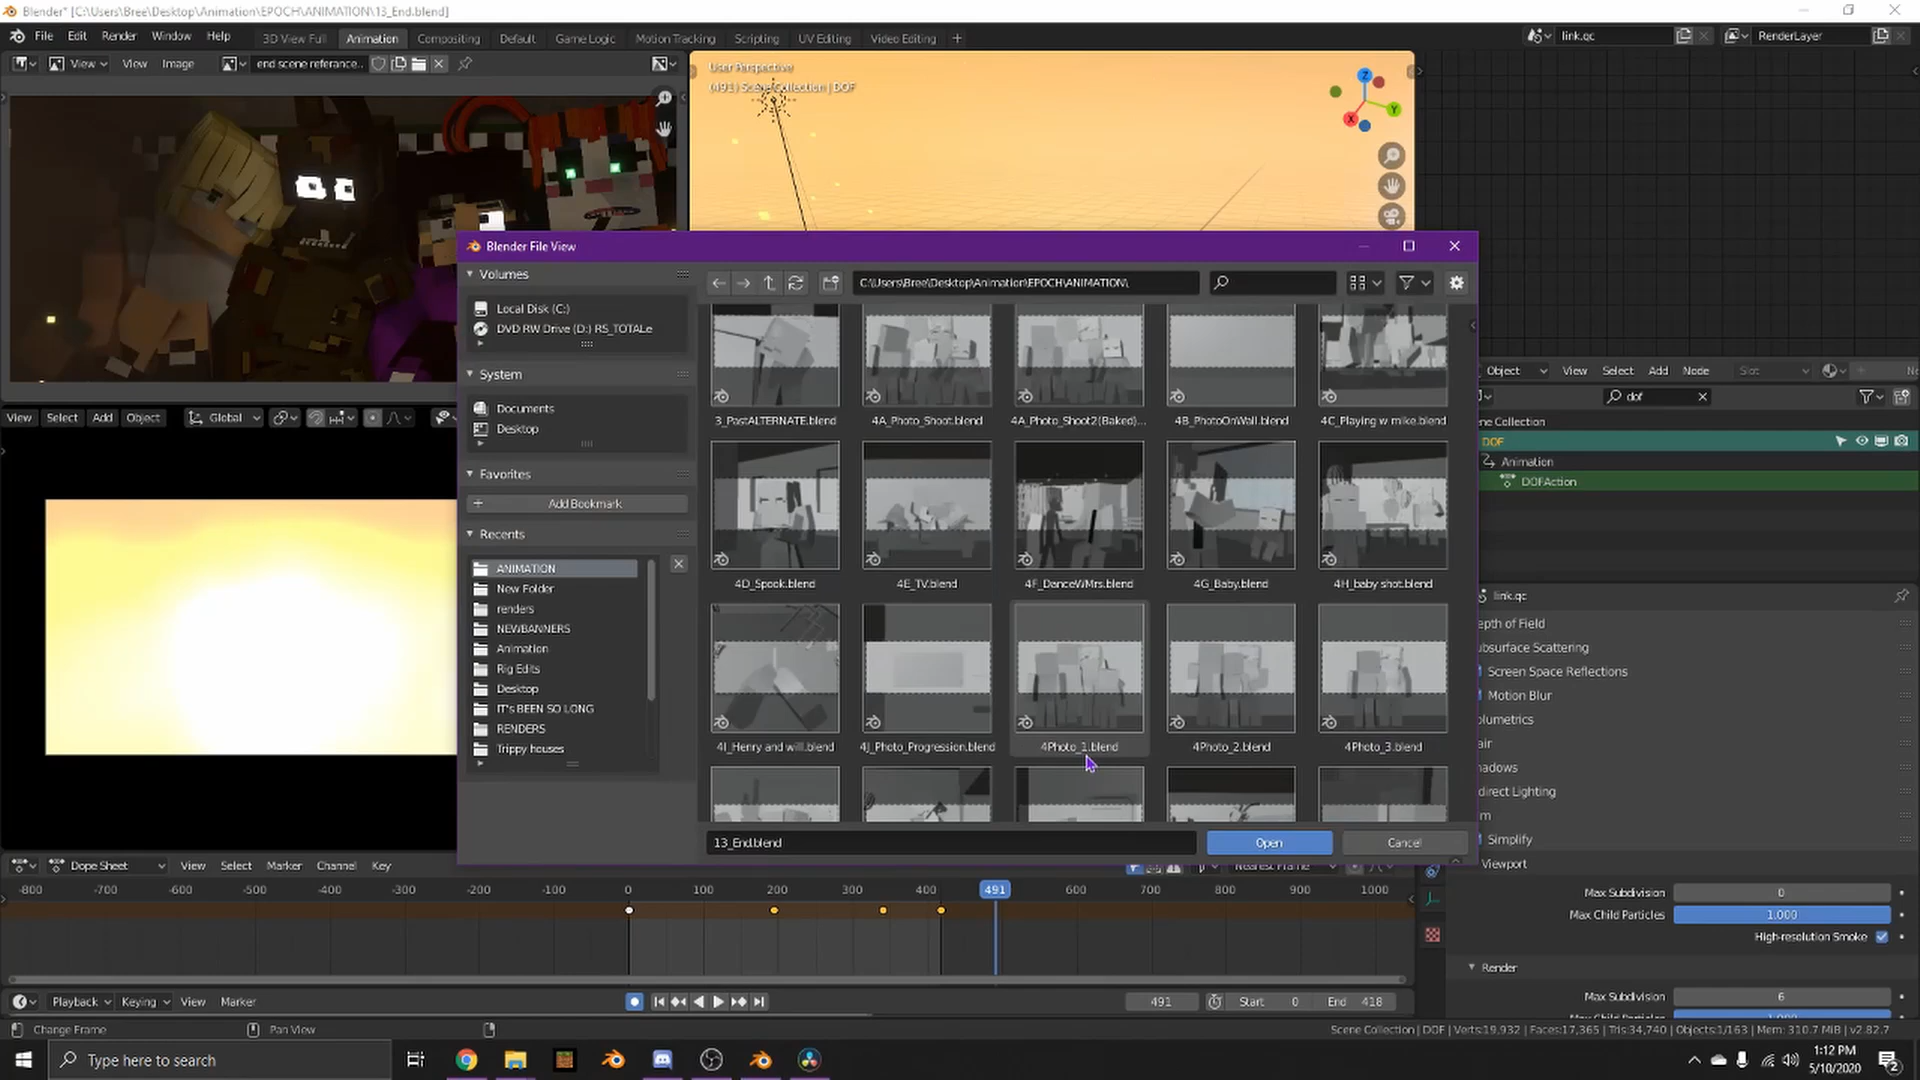 Blender* [C:\Users\Bree\Desktop\Animation\EPOCH\ANIMATION\13_End.blend]
File Edit Render Window Help 3D View Full Animation Compositing Default Game Logic Motion Tracking Scripting UV Editing Video Editing + link.qc RenderLayer
View View Image end scene referance..
User Perspective
(491) Scene Collection | DOF
Z
Y
X
Blender File View
Volumes
Local Disk (C:)
DVD RW Drive (D:) RS_TOTALe
System
Documents
Desktop
Favorites
Add Bookmark
Recents
ANIMATION
New Folder
renders
NEWBANNERS
Animation
Rig Edits
Desktop
IT's BEEN SO LONG
RENDERS
Trippy houses
C:\Users\Bree\Desktop\Animation\EPOCH\ANIMATION\
3_PastALTERNATE.blend 4A_Photo_Shoot.blend 4A_Photo_Shoot2(Baked)... 4B_PhotoOnWall.blend 4C_Playing w mike.blend
4D_Spook.blend 4E_TV.blend 4F_DanceWMrs.blend 4G_Baby.blend 4H_baby shot.blend
4I_Henry and will.blend 4J_Photo_Progression.blend 4Photo_1.blend 4Photo_2.blend 4Photo_3.blend
13_End.blend Open Cancel
View Select Add Object Global
Object View Select Add Node Slot
dof
ne Collection
DOF
Animation
DOFAction
link.qc
epth of Field
ubsurface Scattering
Screen Space Reflections
Motion Blur
olumetrics
air
hadows
direct Lighting
m
Simplify
Viewport
Max Subdivision 0
Max Child Particles 1.000
High-resolution Smoke
Render
Max Subdivision 6
Dope Sheet View Select Marker Channel Key Nearest Frame
-800 -700 -600 -500 -400 -300 -200 -100 0 100 200 300 400 491 600 700 800 900 1000
Playback Keying View Marker 491 Start 0 End 418
Change Frame Pan View Scene Collection | DOF | Verts:19,932 | Faces:17,365 | Tris:34,740 | Objects:1/163 | Mem: 310.7 MiB | v2.82.7
Type here to search
1:12 PM
5/10/2020
2